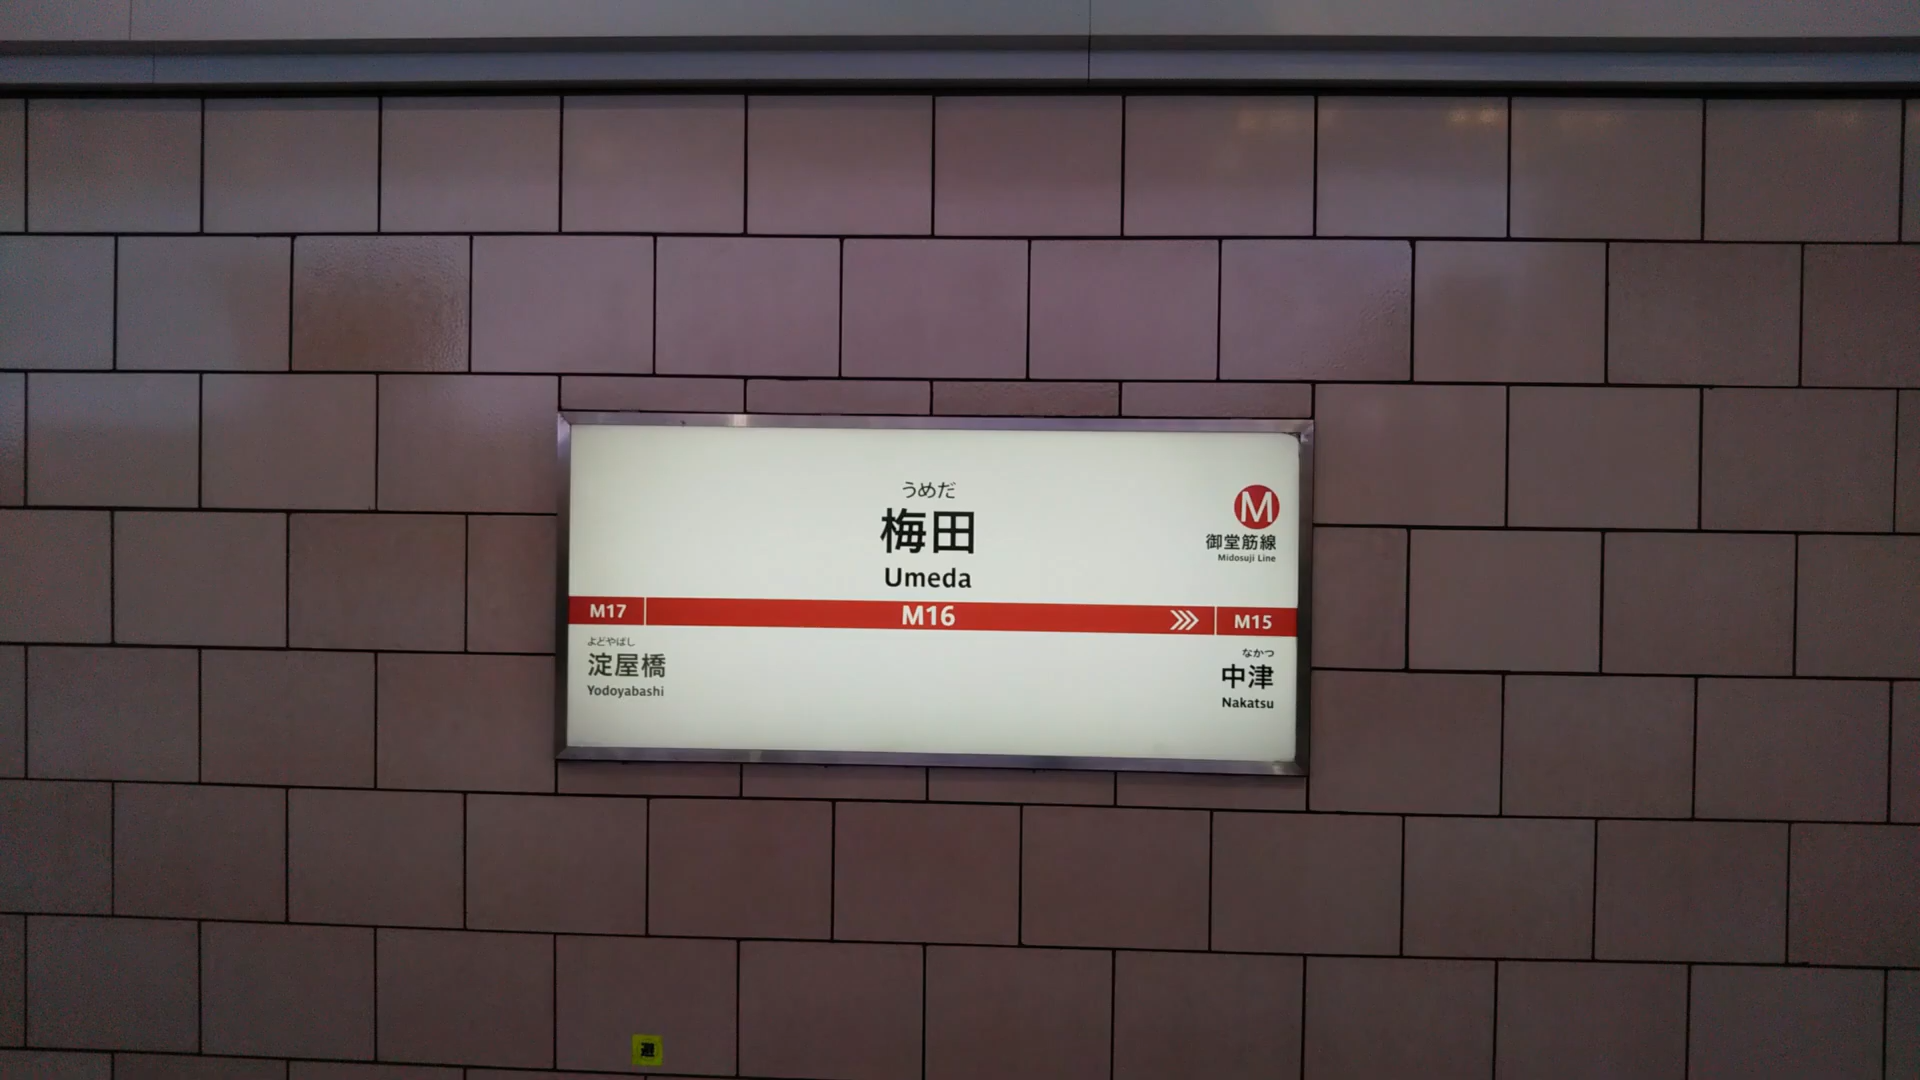 うめだ
梅田
Umeda
M
御堂筋線
Midosuji Line
M17
M16
M15
よどやばし
淀屋橋
Yodoyabashi
なかつ
中津
Nakatsu
避